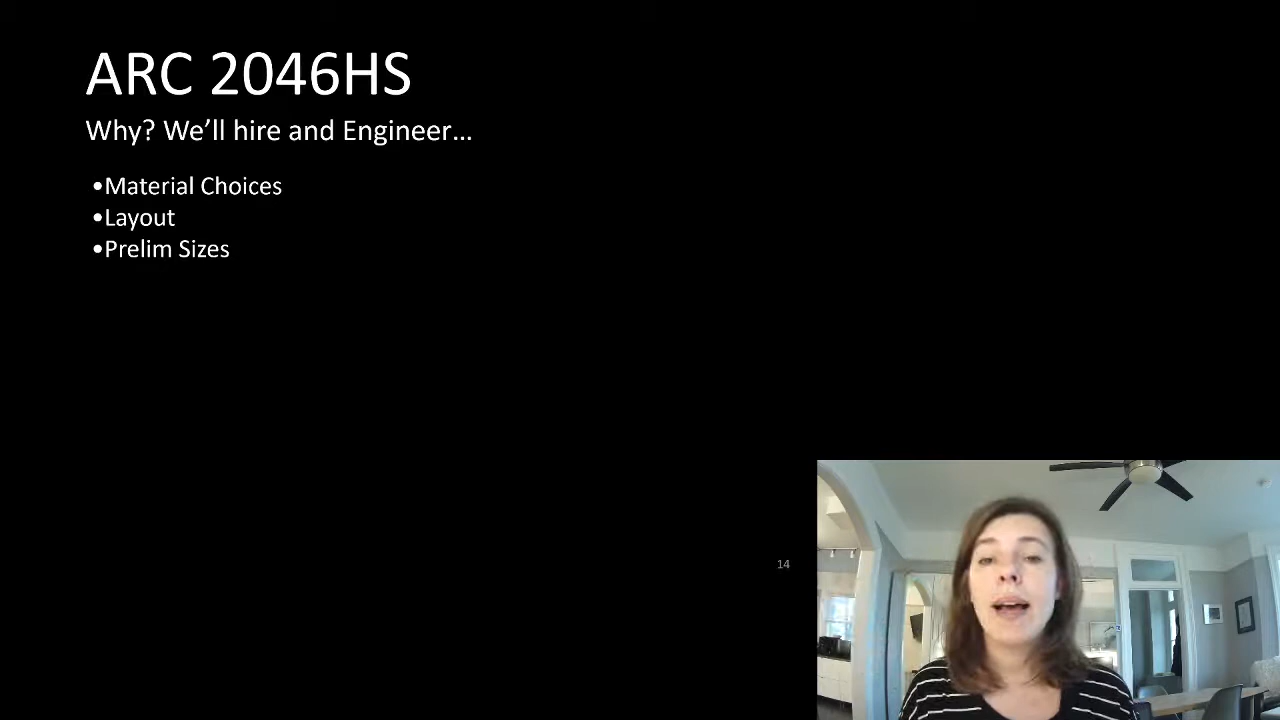 ARC 2046HS
Why? We’ll hire and Engineer…
•Material Choices
•Layout
•Prelim Sizes
14